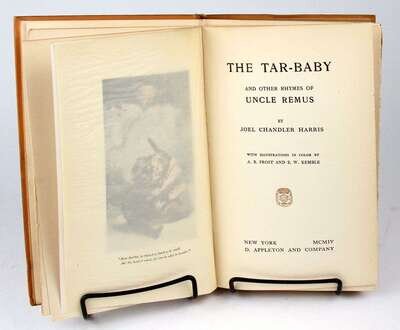 THE TAR-BABY
AND OTHER RHYMES OF
UNCLE REMUS
BY
JOEL CHANDLER HARRIS
WITH ILLUSTRATIONS IN COLOR BY
A. B. FROST AND E. W. KEMBLE
NEW YORK MCMIV
D. APPLETON AND COMPANY